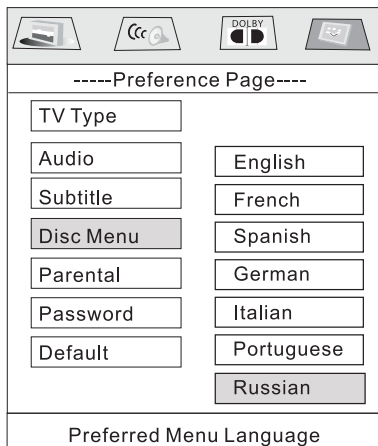 DOLBY
-----Preference Page----
TV Type
Audio
Subtitle
Disc Menu
Parental
Password
Default
English
French
Spanish
German
Italian
Portuguese
Russian
Preferred Menu Language